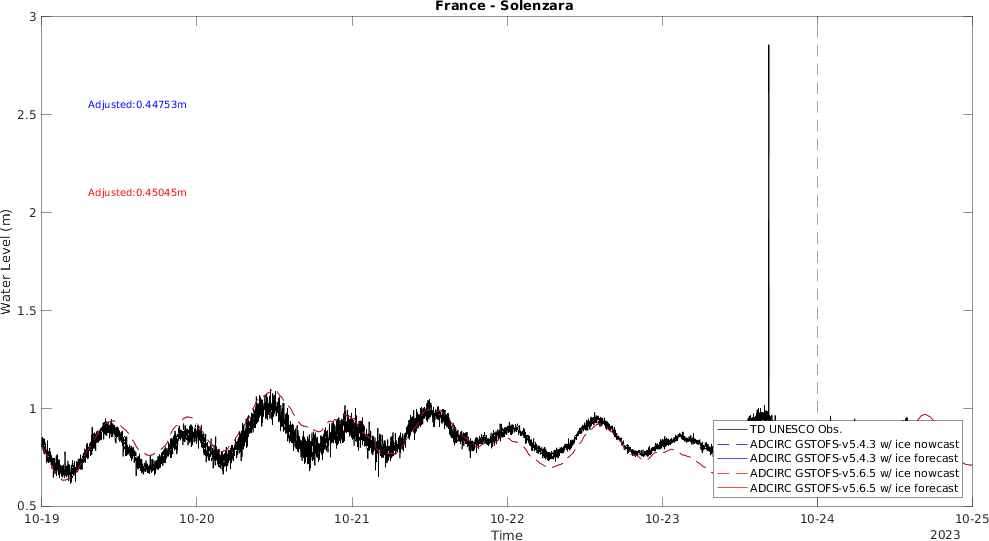 France - Solenzara
Adjusted:0.44753m
Adjusted:0.45045m
Water Level (m)
3
2.5
2
1.5
1
0.5
TD UNESCO Obs.
ADCIRC GSTOFS-v5.4.3 w/ ice nowcast
ADCIRC GSTOFS-v5.4.3 w/ ice forecast
ADCIRC GSTOFS-v5.6.5 w/ ice nowcast
ADCIRC GSTOFS-v5.6.5 w/ ice forecast
10-19 10-20 10-21 10-22 10-23 10-24 10-25
Time
2023